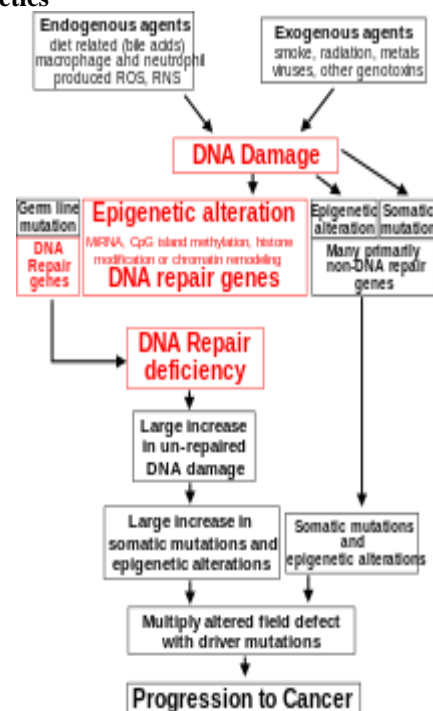 Endogenous agents
diet related (bile acids)
macrophage and neutrophil
produced ROS, RNS
Exogenous agents
smoke, radiation, metals
viruses, other genotoxins
DNA Damage
Germ line
mutation
DNA
Repair
genes
Epigenetic alteration
MiRNA, CpG island methylation, histone
modification or chromatin remodeling
DNA repair genes
Epigenetic
alteration
Somatic
mutation
Many primarily
non-DNA repair
genes
DNA Repair
deficiency
Large increase
in un-repaired
DNA damage
Large increase in
somatic mutations and
epigenetic alterations
Somatic mutations
and
epigenetic alterations
Multiply altered field defect
with driver mutations
Progression to Cancer